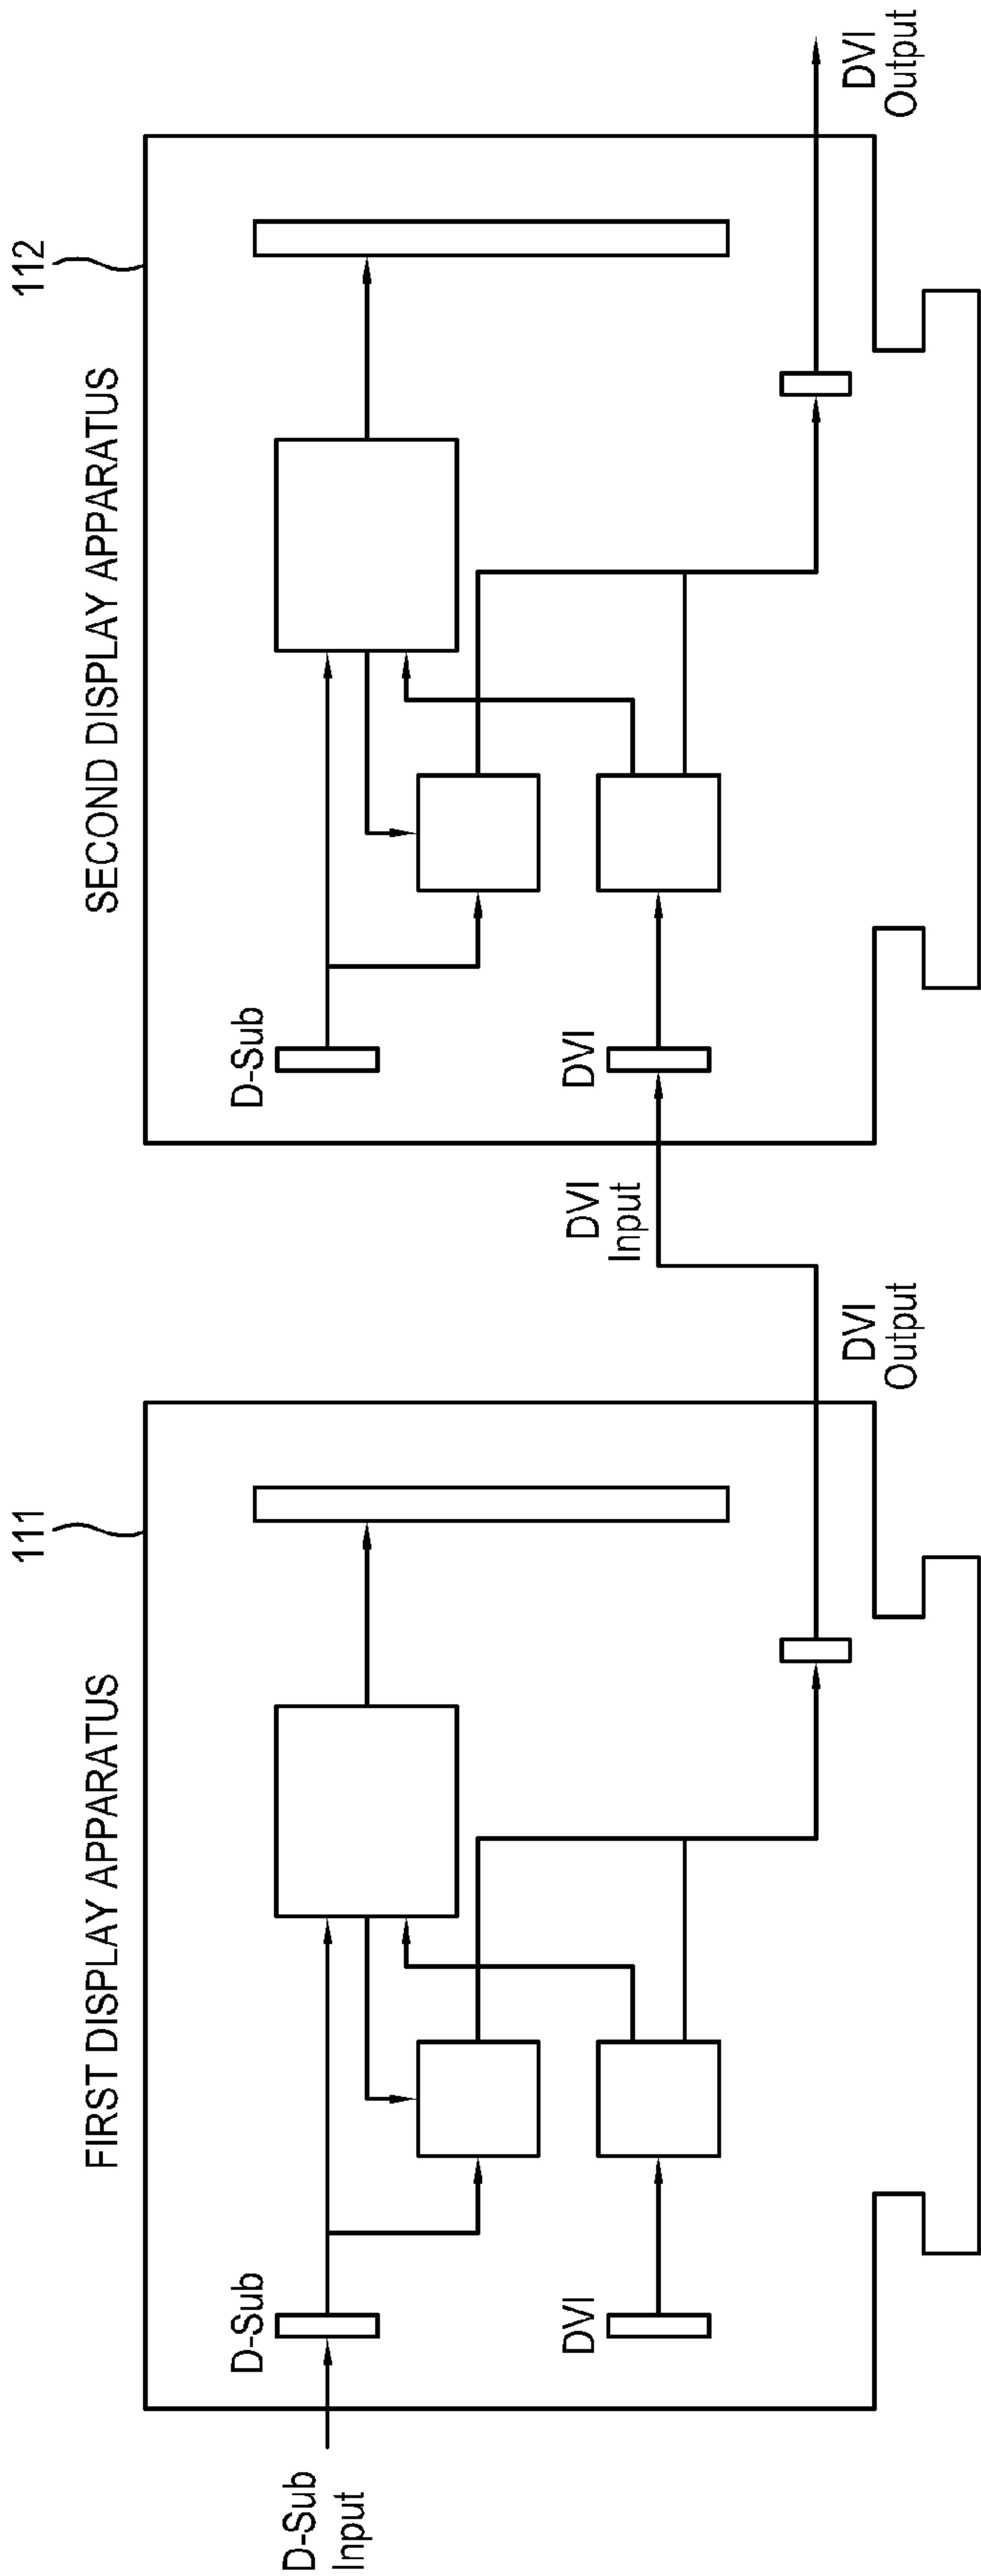 111
112
FIRST DISPLAY APPARATUS
SECOND DISPLAY APPARATUS
D-Sub
Input
D-Sub
DVI
DVI
Output
DVI
Input
D-Sub
DVI
DVI
Output